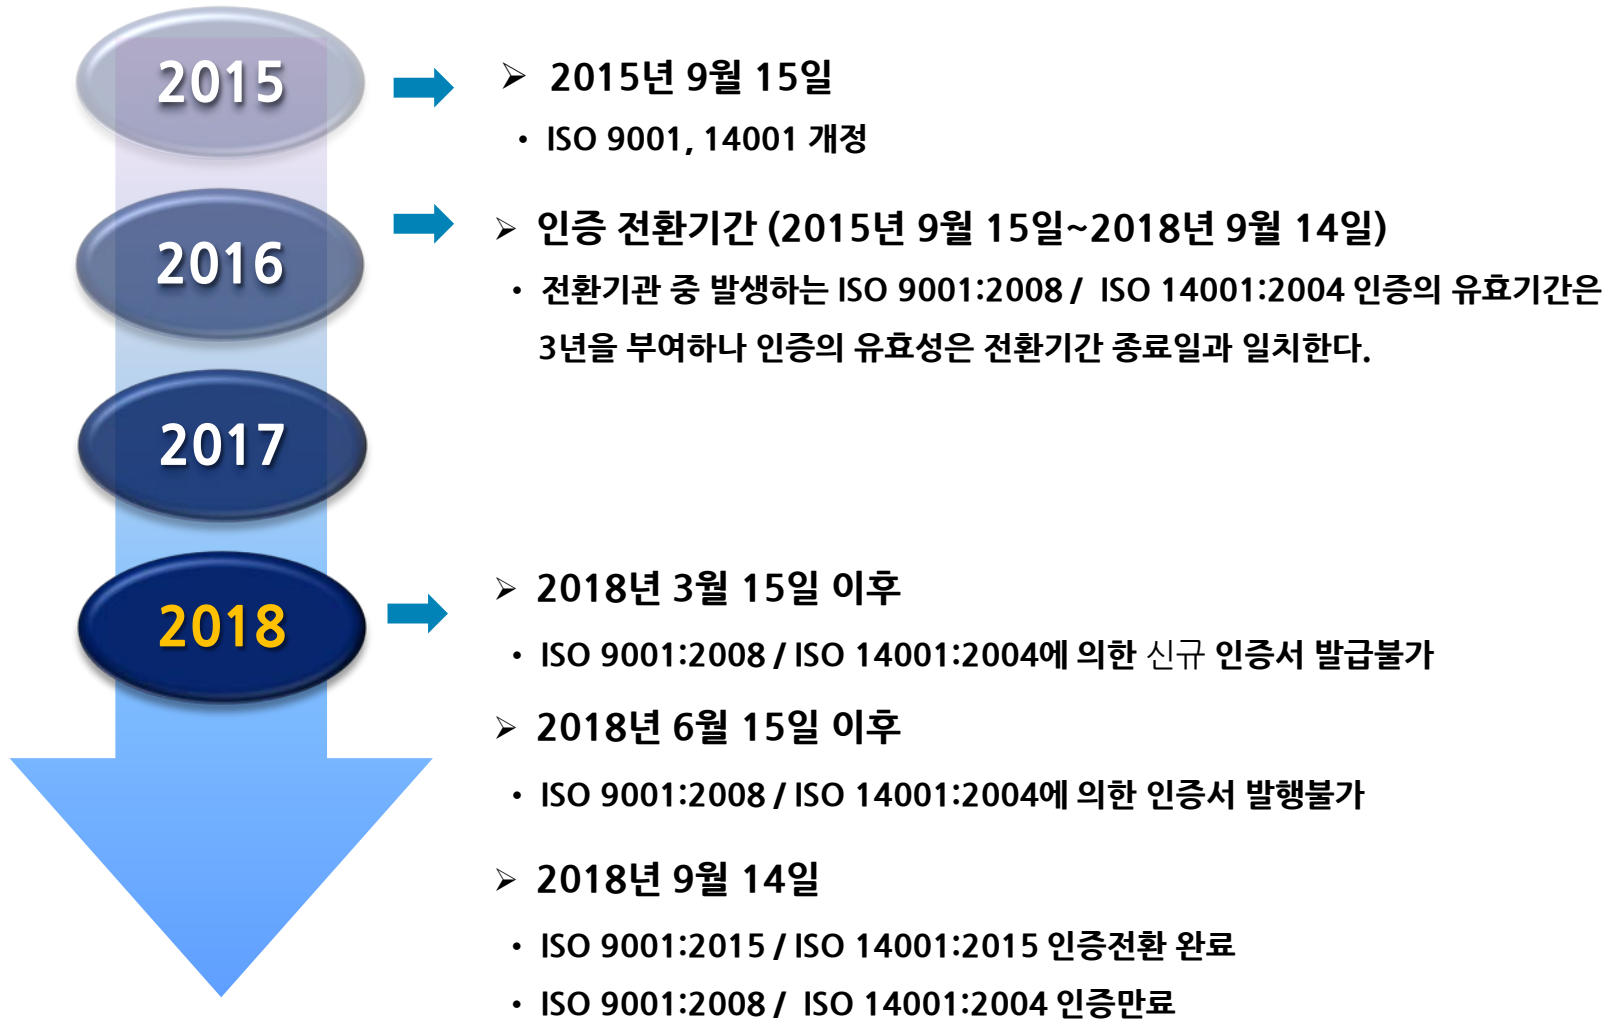 2015
➢ 2015년 9월 15일
• ISO 9001, 14001 개정
2016
➢ 인증 전환기간 (2015년 9월 15일~2018년 9월 14일)
• 전환기관 중 발생하는 ISO 9001:2008 / ISO 14001:2004 인증의 유효기간은
3년을 부여하나 인증의 유효성은 전환기간 종료일과 일치한다.
2017
2018
➢ 2018년 3월 15일 이후
• ISO 9001:2008 / ISO 14001:2004에 의한 신규 인증서 발급불가
➢ 2018년 6월 15일 이후
• ISO 9001:2008 / ISO 14001:2004에 의한 인증서 발행불가
➢ 2018년 9월 14일
• ISO 9001:2015 / ISO 14001:2015 인증전환 완료
• ISO 9001:2008 / ISO 14001:2004 인증만료